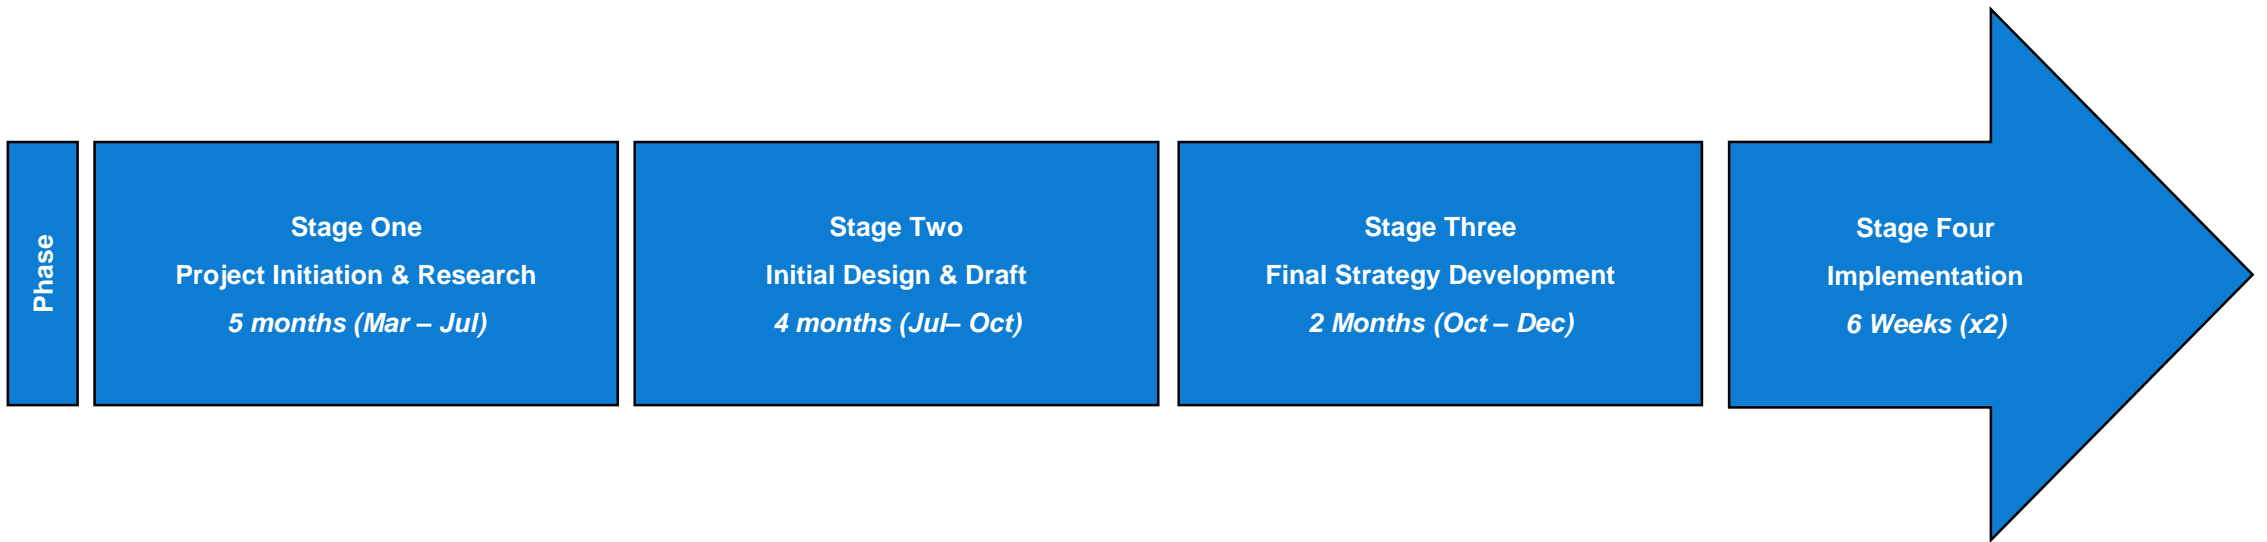 Phase
Stage One
Project Initiation & Research
5 months (Mar – Jul)
Stage Two
Initial Design & Draft
4 months (Jul– Oct)
Stage Three
Final Strategy Development
2 Months (Oct – Dec)
Stage Four
Implementation
6 Weeks (x2)